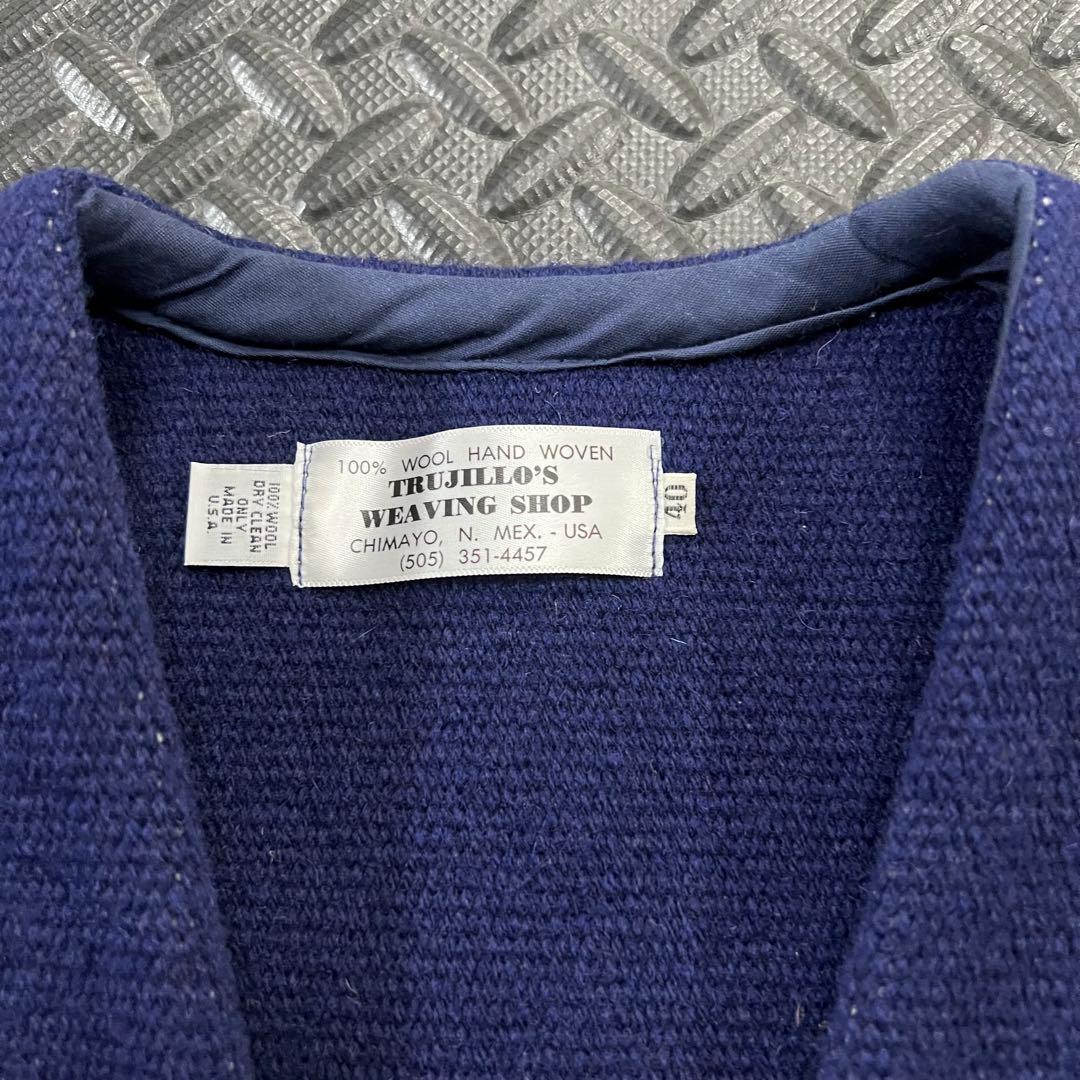 100% WOOL HAND WOVEN
TRUJILLO'S
WEAVING SHOP
CHIMAYO, N. MEX. - USA
(505) 351-4457
100% WOOL
DRY CLEAN
ONLY
MADE IN
U.S.A.
40